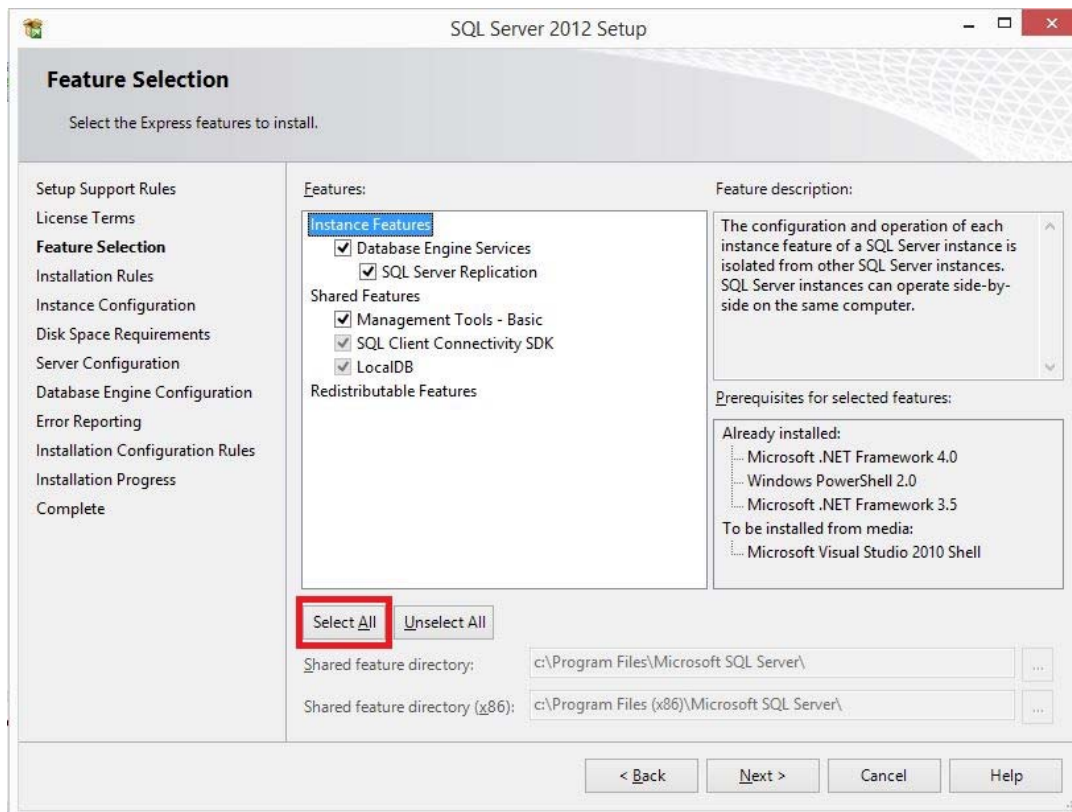 SQL Server 2012 Setup
Feature Selection
Select the Express features to install.
Setup Support Rules
License Terms
Feature Selection
Installation Rules
Instance Configuration
Disk Space Requirements
Server Configuration
Database Engine Configuration
Error Reporting
Installation Configuration Rules
Installation Progress
Complete
Features:
Instance Features
Database Engine Services
SQL Server Replication
Shared Features
Management Tools - Basic
SQL Client Connectivity SDK
LocalDB
Redistributable Features
Feature description:
The configuration and operation of each
instance feature of a SQL Server instance is
isolated from other SQL Server instances.
SQL Server instances can operate side-by-
side on the same computer.
Prerequisites for selected features:
Already installed:
Microsoft .NET Framework 4.0
Windows PowerShell 2.0
Microsoft .NET Framework 3.5
To be installed from media:
Microsoft Visual Studio 2010 Shell
Select All
Unselect All
Shared feature directory:
c:\Program Files\Microsoft SQL Server\
...
Shared feature directory (x86):
c:\Program Files (x86)\Microsoft SQL Server\
...
< Back
Next >
Cancel
Help